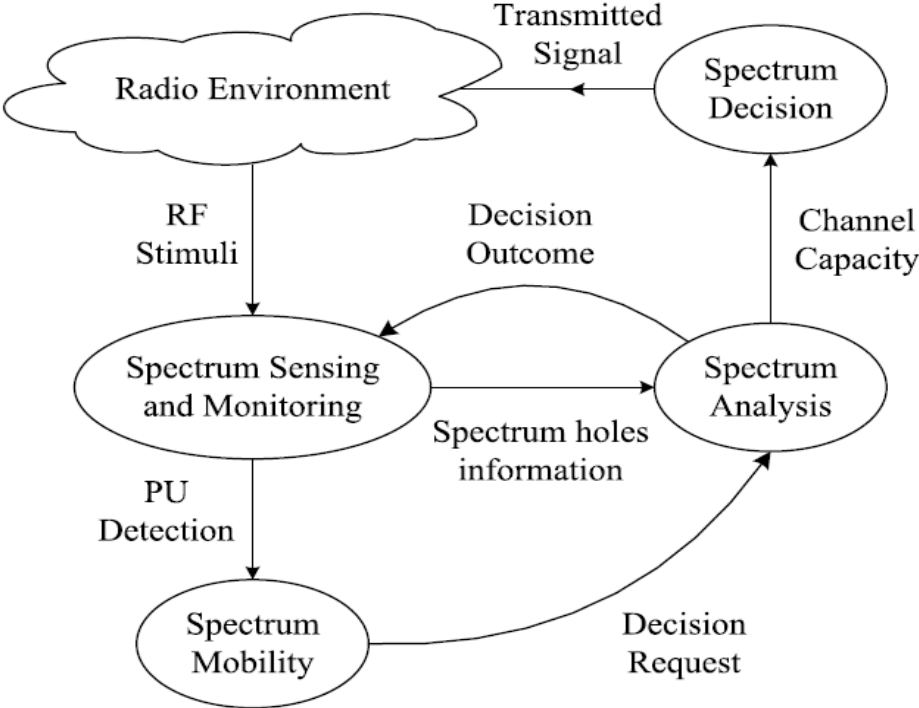 Transmitted
Signal
Radio Environment
Spectrum
Decision
RF
Stimuli
Decision
Outcome
Channel
Capacity
Spectrum Sensing
and Monitoring
Spectrum
Analysis
Spectrum holes
information
PU
Detection
Spectrum
Mobility
Decision
Request